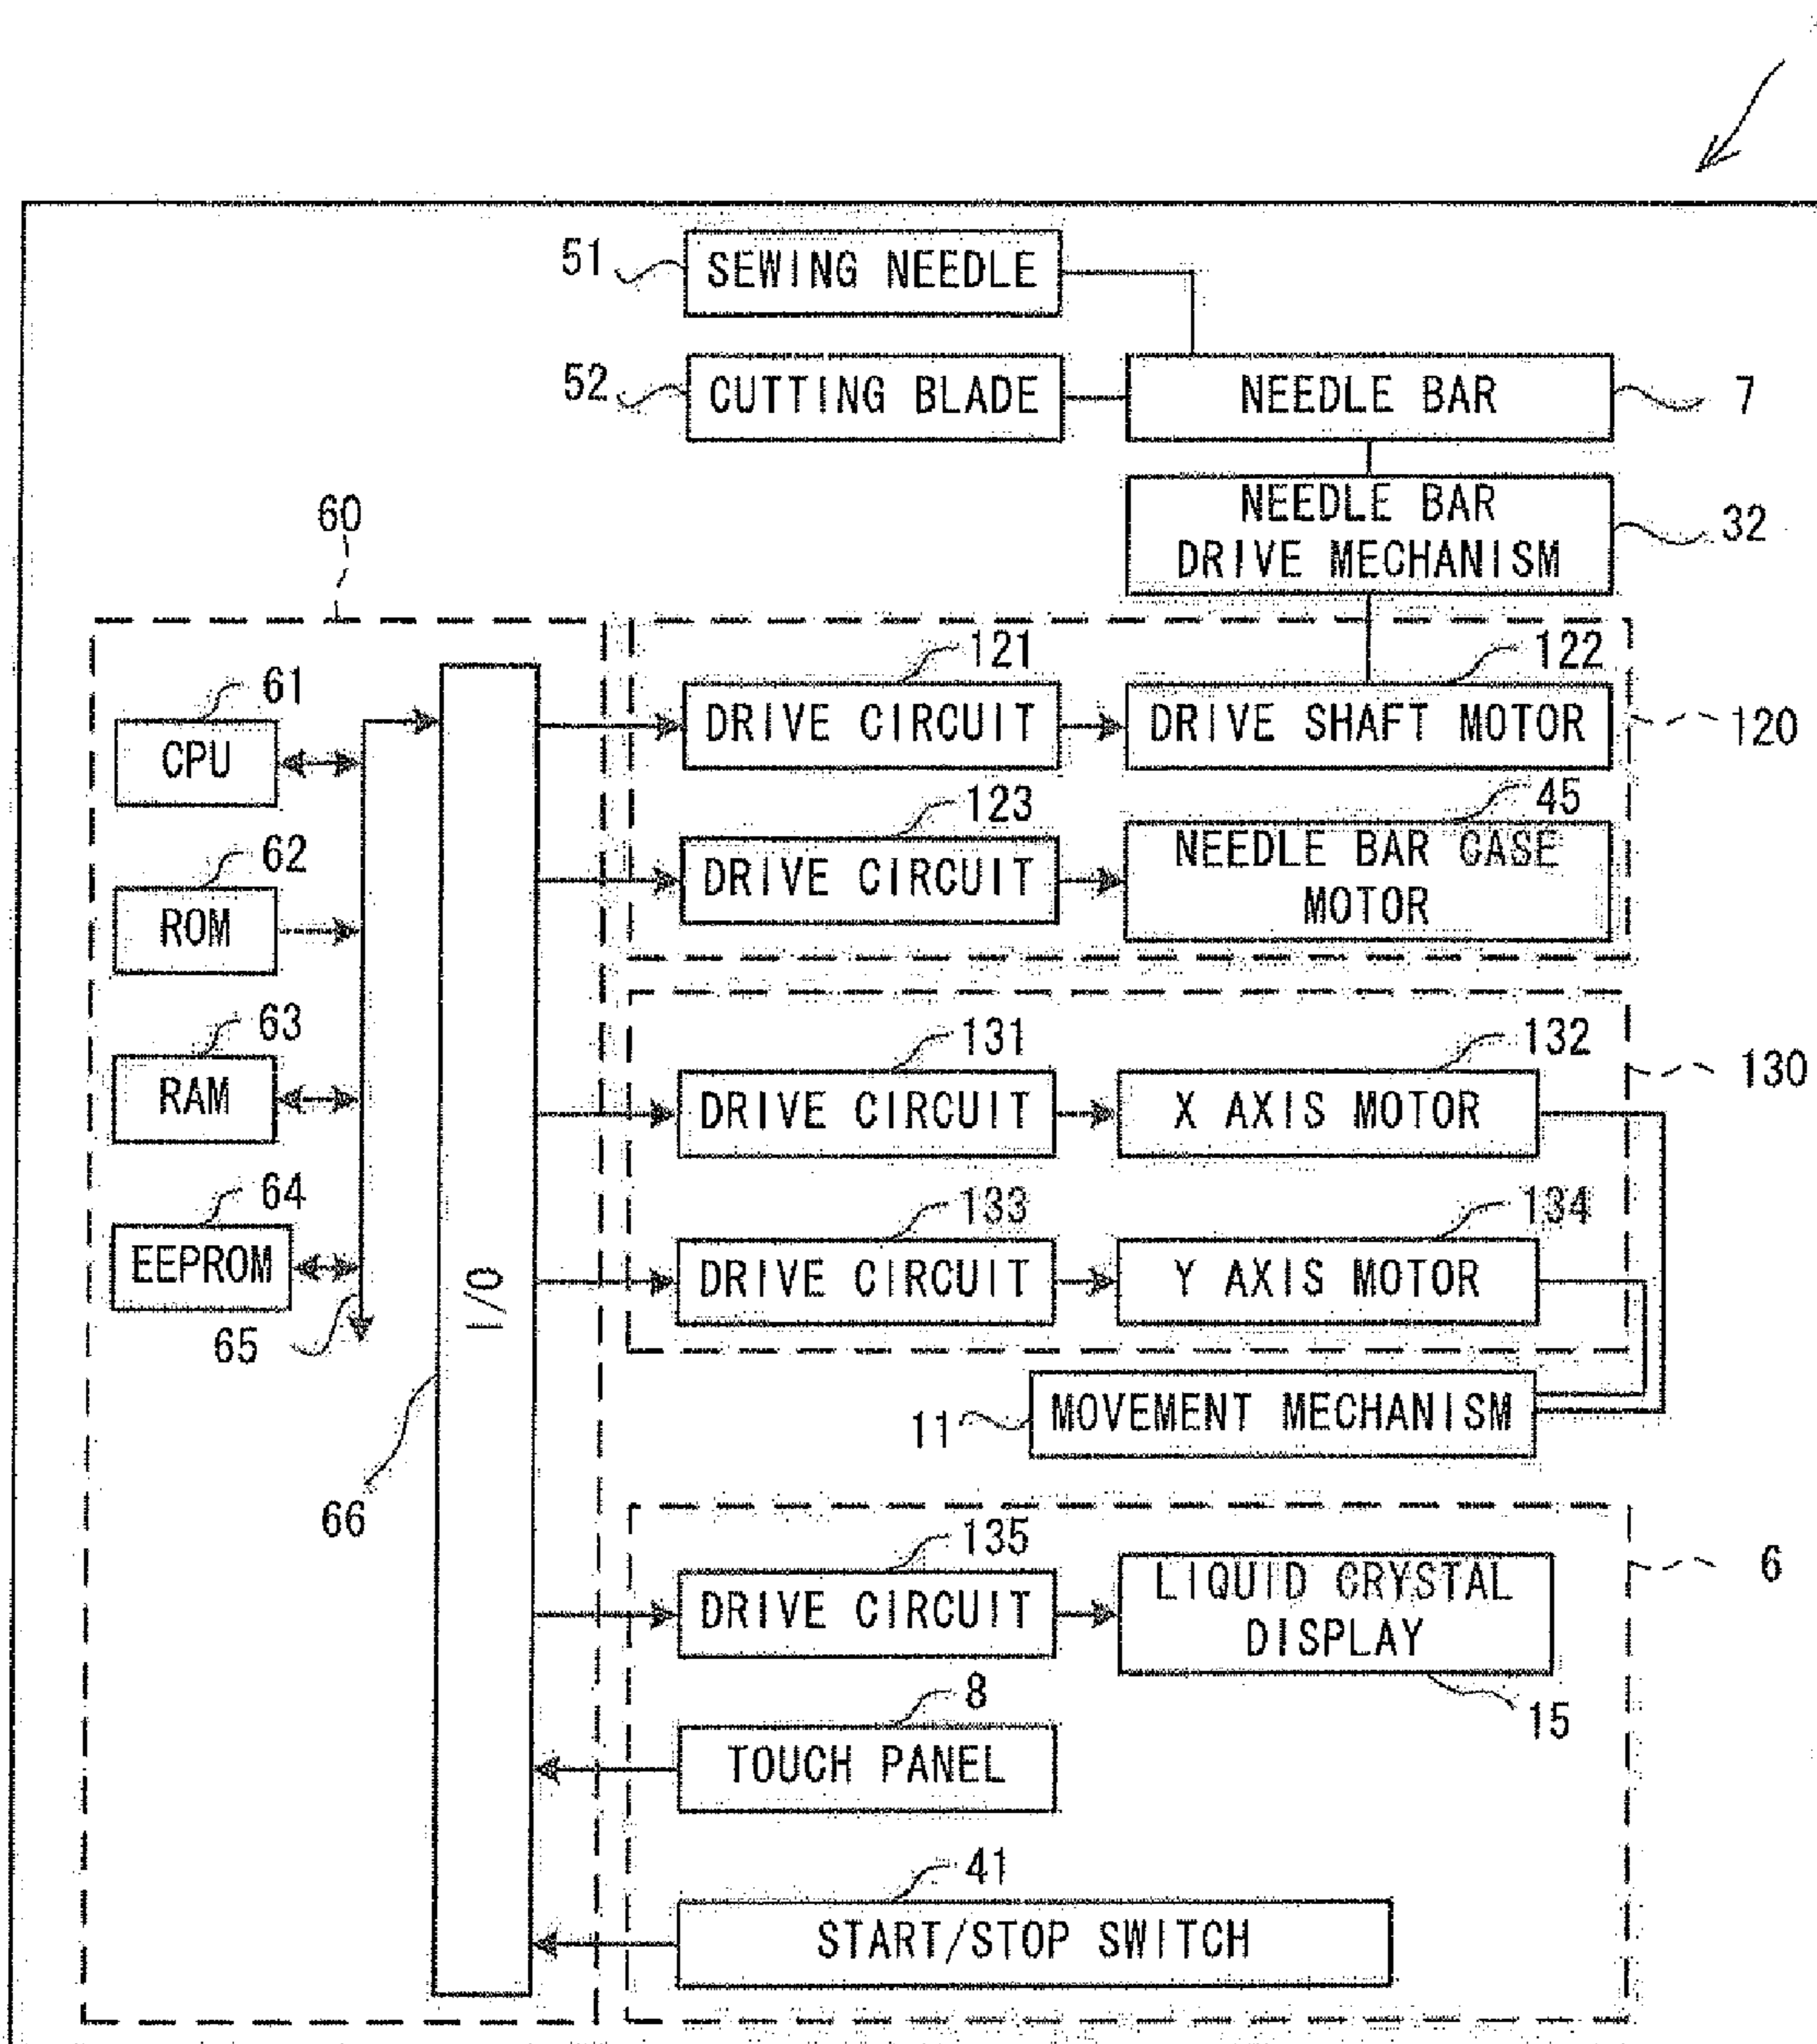 51
SEWING NEEDLE
52
CUTTING BLADE
NEEDLE BAR
7
NEEDLE BAR
DRIVE MECHANISM
32
60
61
CPU
62
ROM
63
RAM
64
EEPROM
65
I/O
66
121
DRIVE CIRCUIT
122
DRIVE SHAFT MOTOR
120
123
DRIVE CIRCUIT
45
NEEDLE BAR CASE
MOTOR
131
DRIVE CIRCUIT
132
X AXIS MOTOR
130
133
DRIVE CIRCUIT
134
Y AXIS MOTOR
11
MOVEMENT MECHANISM
135
DRIVE CIRCUIT
LIQUID CRYSTAL
DISPLAY
15
6
8
TOUCH PANEL
41
START/STOP SWITCH